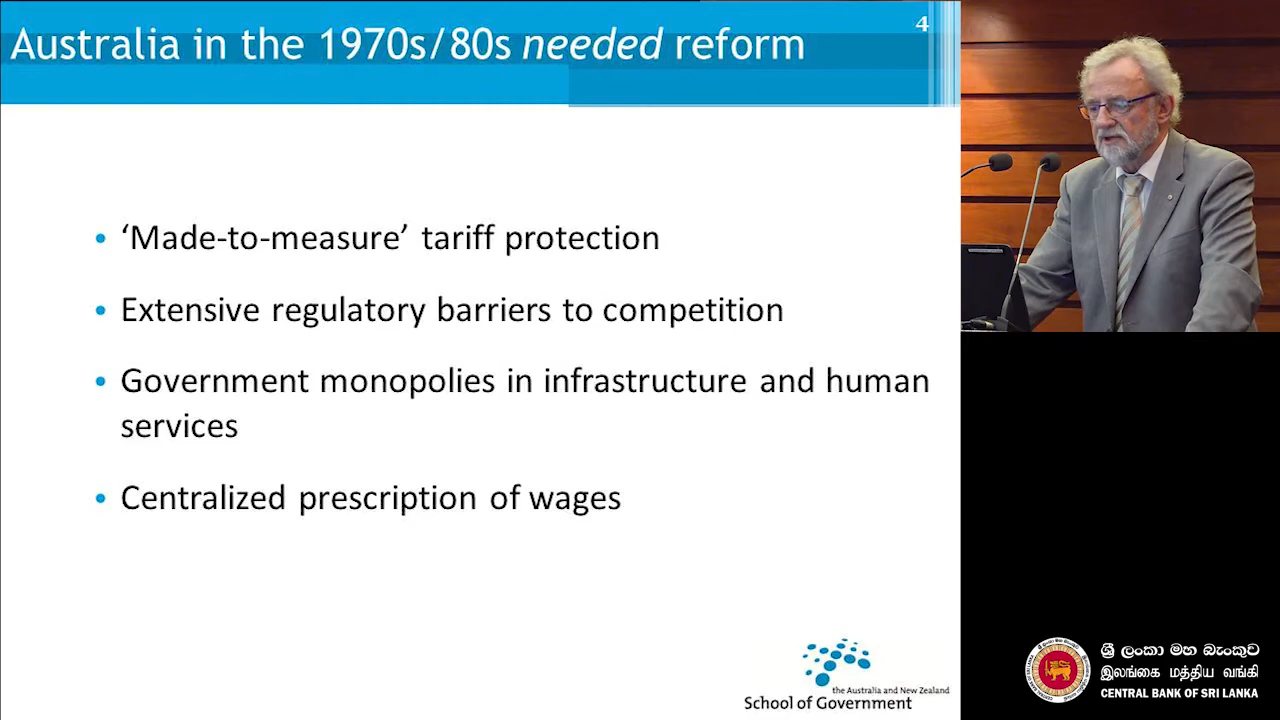 Australia in the 1970s/80s needed reform
4
• ‘Made-to-measure’ tariff protection
• Extensive regulatory barriers to competition
• Government monopolies in infrastructure and human
services
• Centralized prescription of wages
the Australia and New Zealand
School of Government
ශ්‍රී ලංකා මහ බැංකුව
இலங்கை மத்திய வங்கி
CENTRAL BANK OF SRI LANKA